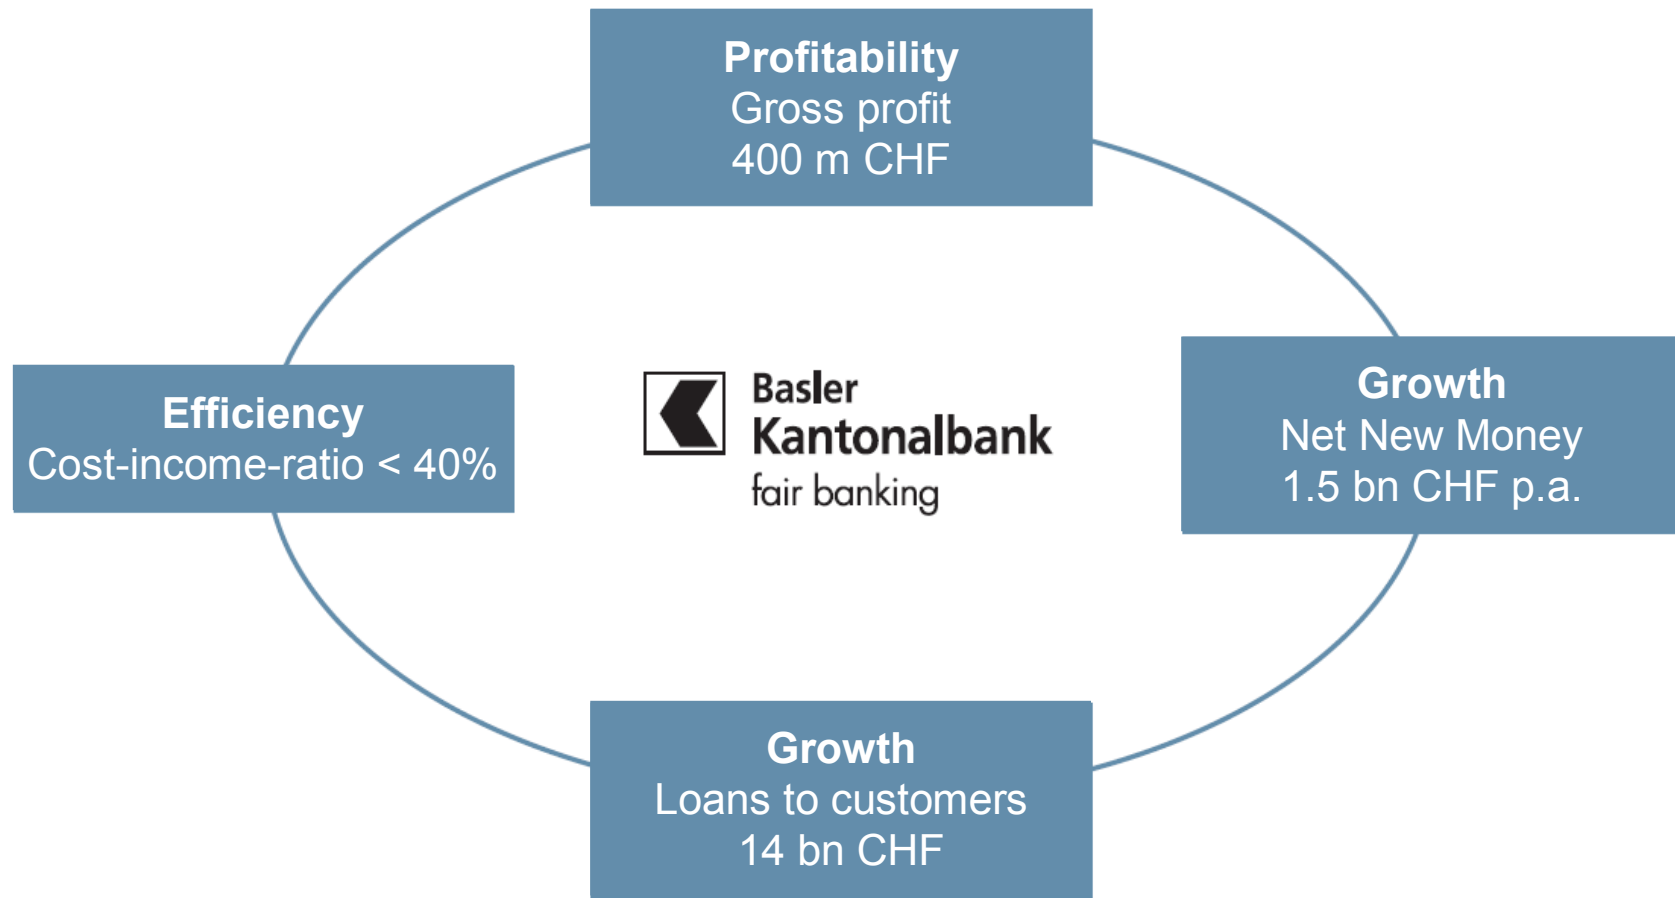 Profitability
Gross profit
400 m CHF
Efficiency
Cost-income-ratio < 40%
Basler
Kantonalbank
fair banking
Growth
Net New Money
1.5 bn CHF p.a.
Growth
Loans to customers
14 bn CHF